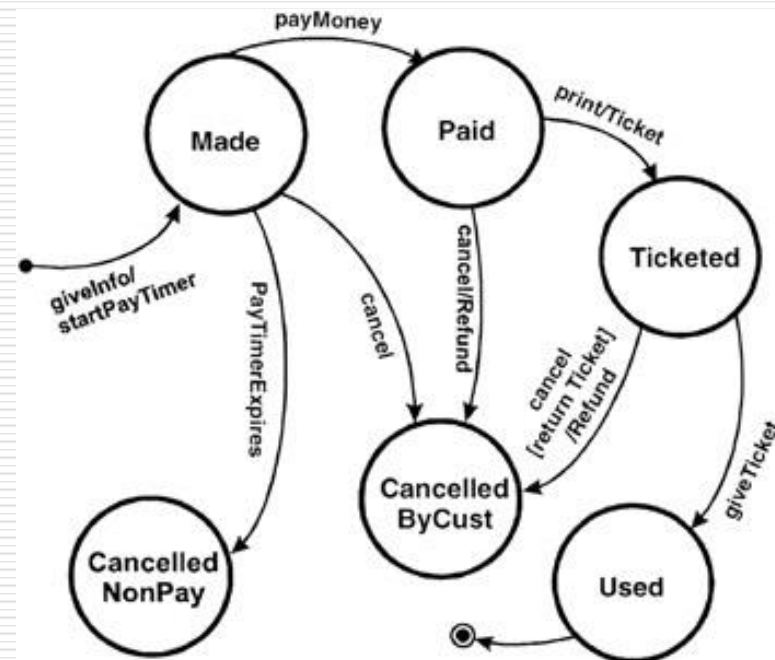 payMoney
print/Ticket
Made
Paid
Ticketed
giveInfo/
startPayTimer
PayTimerExpires
cancel
cancel/Refund
cancel
[return Ticket]
/Refund
giveTicket
Cancelled
ByCust
Cancelled
NonPay
Used